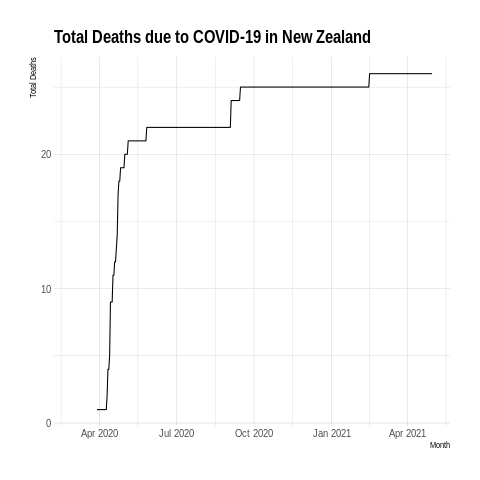 Total Deaths due to COVID-19 in New Zealand
Total Deaths
20
10
0
Apr 2020 Jul 2020 Oct 2020 Jan 2021 Apr 2021
Month